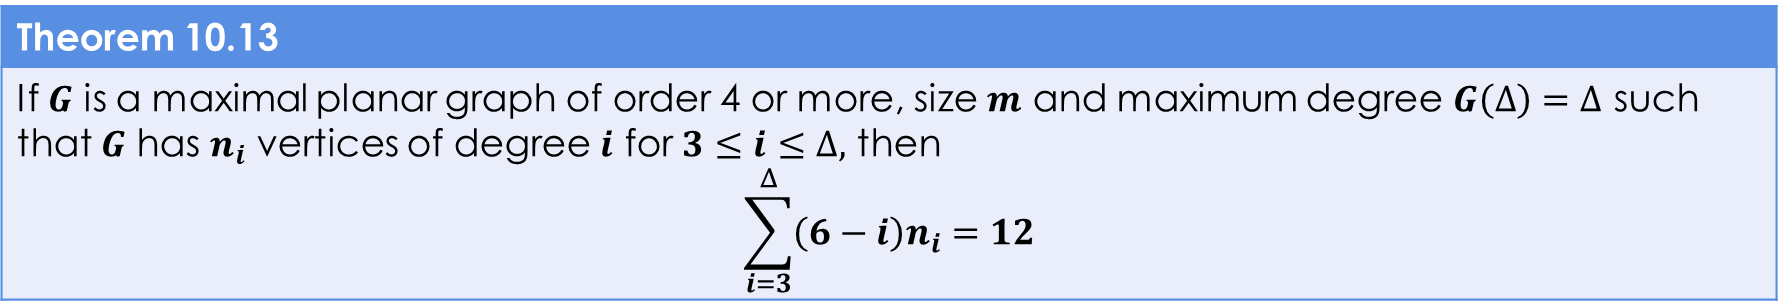 Theorem 10.13
If G is a maximal planar graph of order 4 or more, size m and maximum degree G(Δ) = Δ such
that G has nᵢ vertices of degree i for 3 ≤ i ≤ Δ, then
Δ
∑(6 − i)nᵢ = 12
i=3